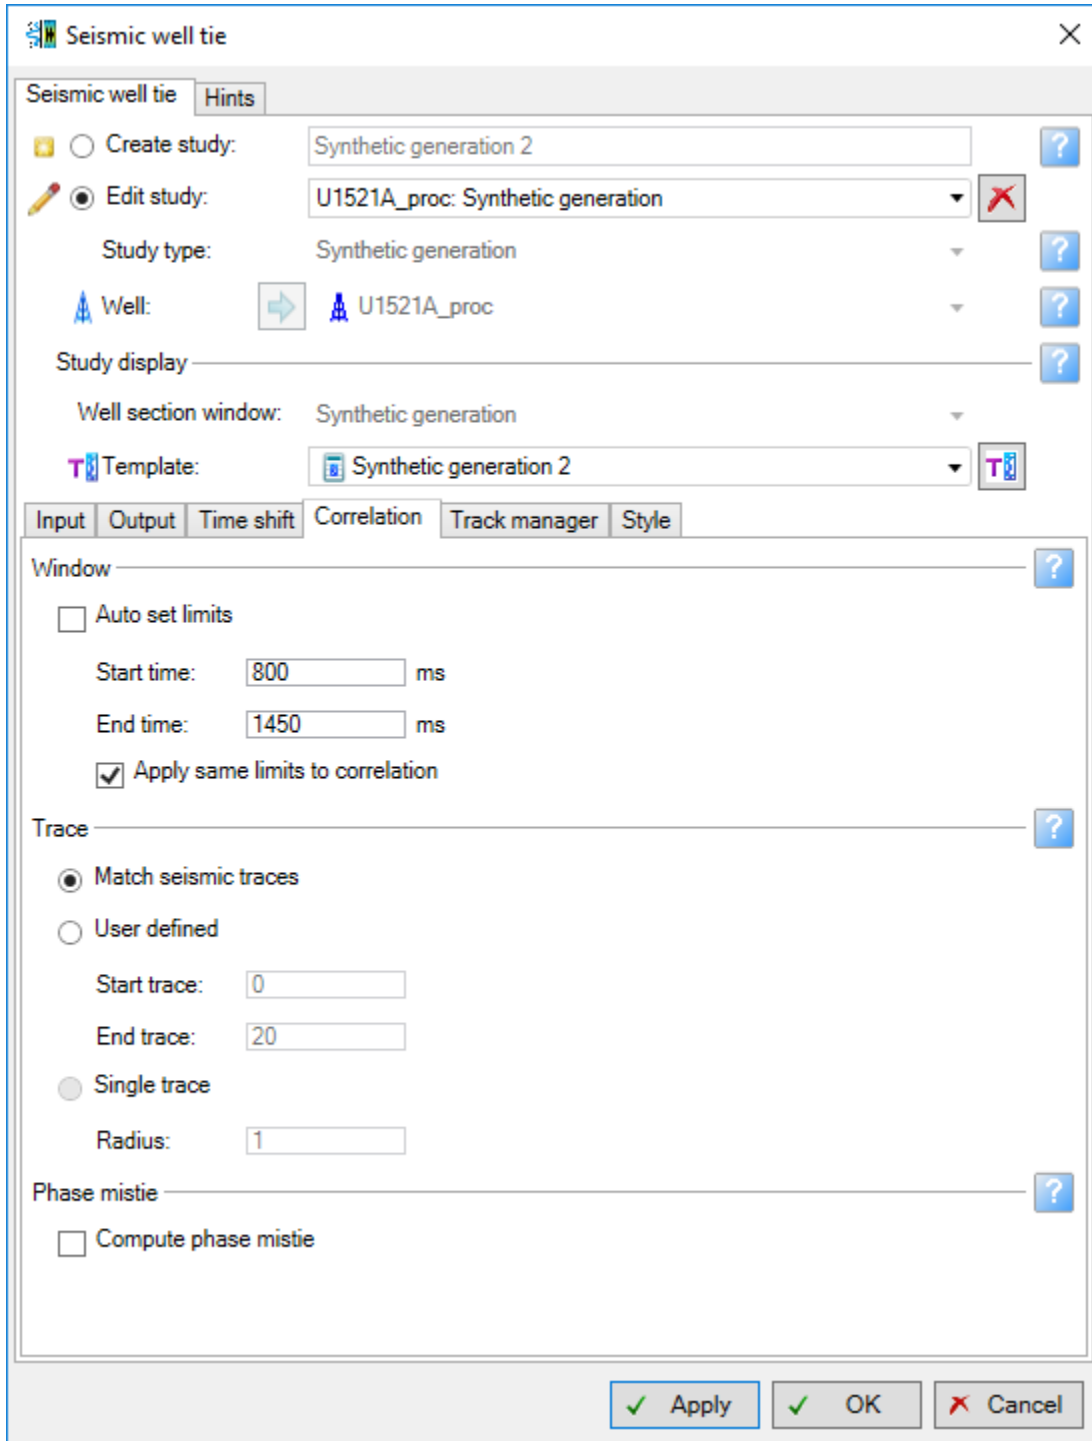 Seismic well tie
Seismic well tie Hints
Create study: Synthetic generation 2 ?
Edit study: U1521A_proc: Synthetic generation
Study type: Synthetic generation ?
Well: U1521A_proc ?
Study display ?
Well section window: Synthetic generation
T Template: Synthetic generation 2 T
Input Output Time shift Correlation Track manager Style
Window ?
Auto set limits
Start time: 800 ms
End time: 1450 ms
Apply same limits to correlation
Trace ?
Match seismic traces
User defined
Start trace: 0
End trace: 20
Single trace
Radius: 1
Phase mistie ?
Compute phase mistie
Apply OK Cancel